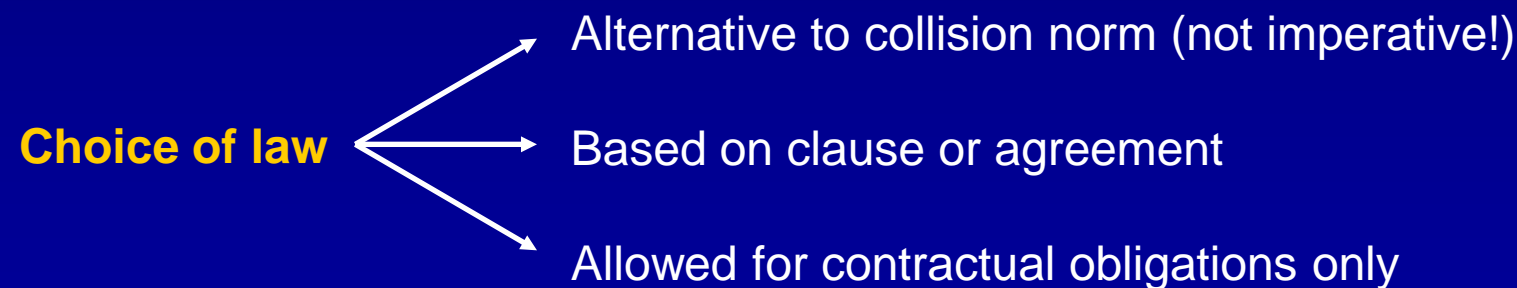 Alternative to collision norm (not imperative!)
Choice of law
Based on clause or agreement
Allowed for contractual obligations only